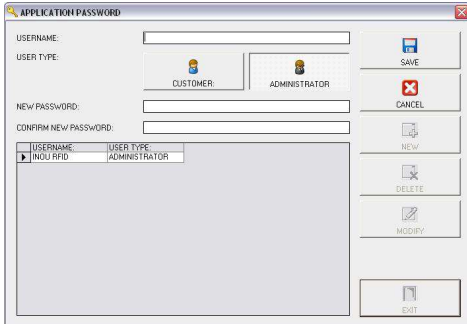 APPLICATION PASSWORD
USERNAME:
USER TYPE:
CUSTOMER:
ADMINISTRATOR
NEW PASSWORD:
CONFIRM NEW PASSWORD:
USERNAME: USER TYPE:
INOU RFID ADMINISTRATOR
SAVE
CANCEL
NEW
DELETE
MODIFY
EXIT